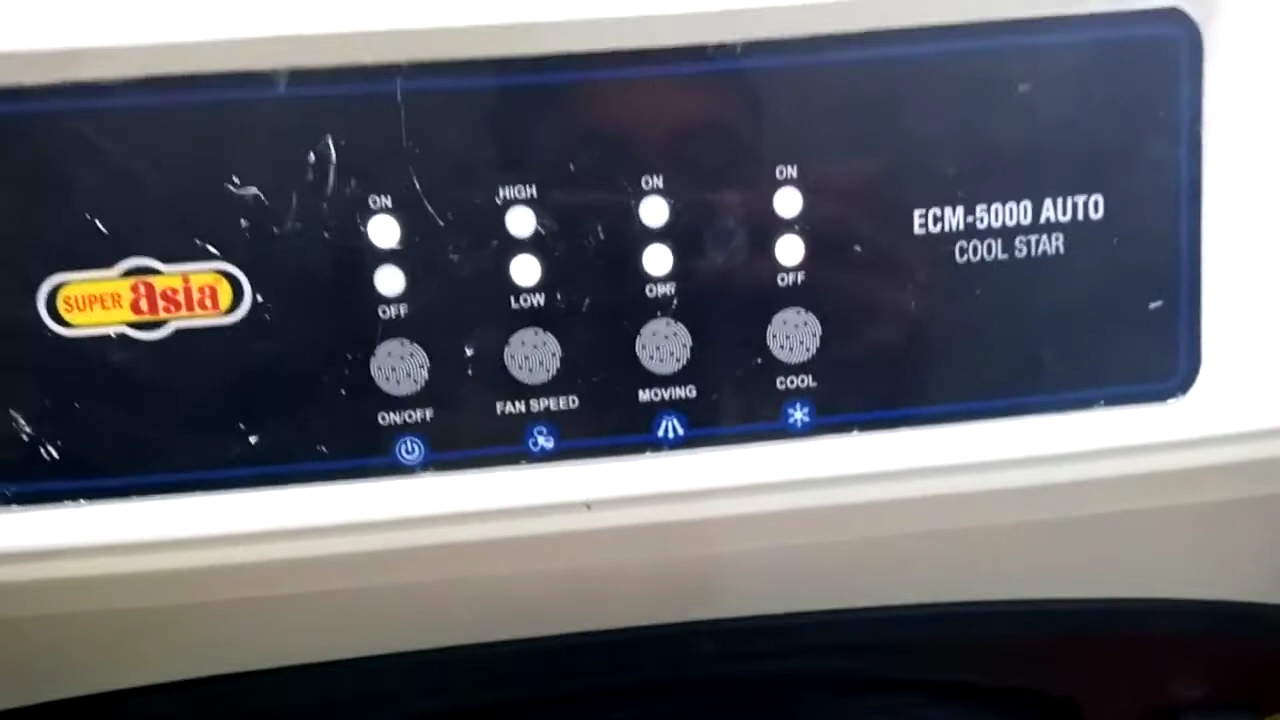 SUPER asia
ON
OFF
ON/OFF
HIGH
LOW
FAN SPEED
ON
OFF
MOVING
ON
OFF
COOL
ECM-5000 AUTO
COOL STAR